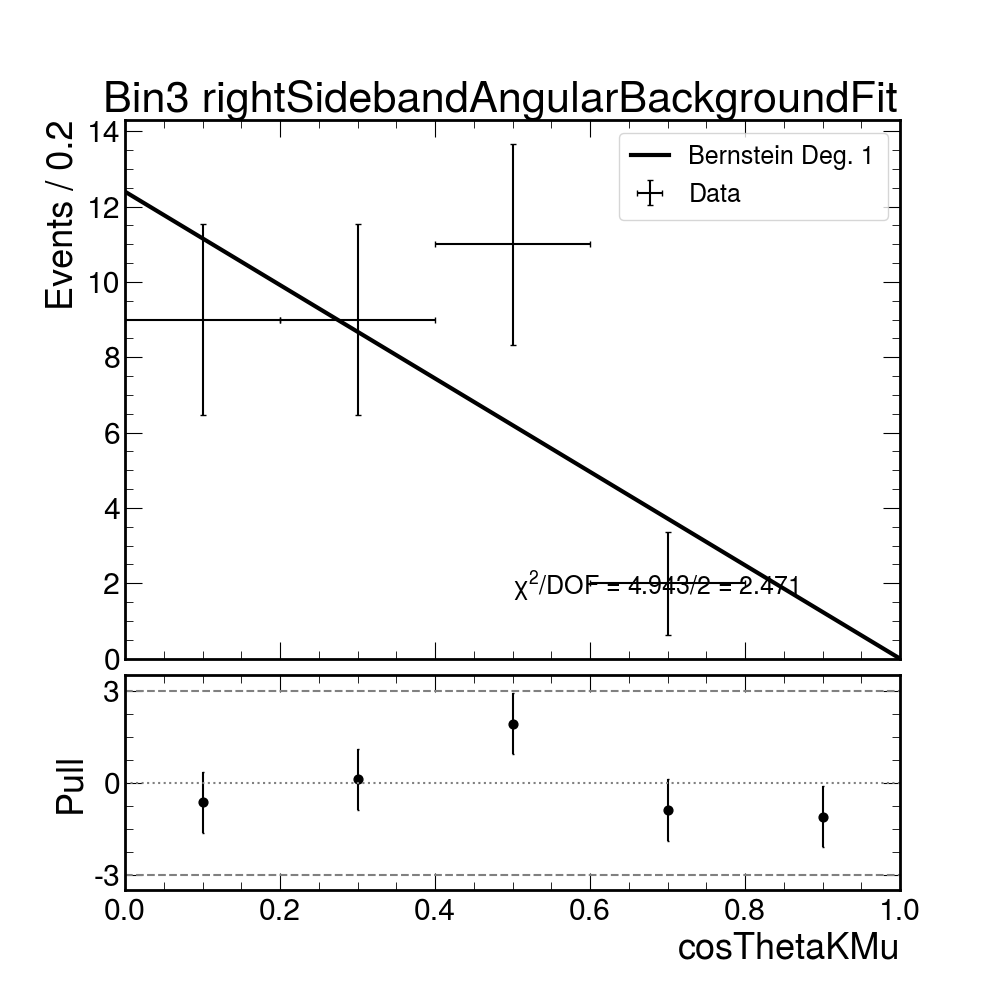 Bin3 rightSidebandAngularBackgroundFit
Events / 0.2
14
12
10
8
6
4
2
0
Bernstein Deg. 1
Data
χ²/DOF = 4.943/2 = 2.471
Pull
3
0
-3
0.0 0.2 0.4 0.6 0.8 1.0
cosThetaKMu